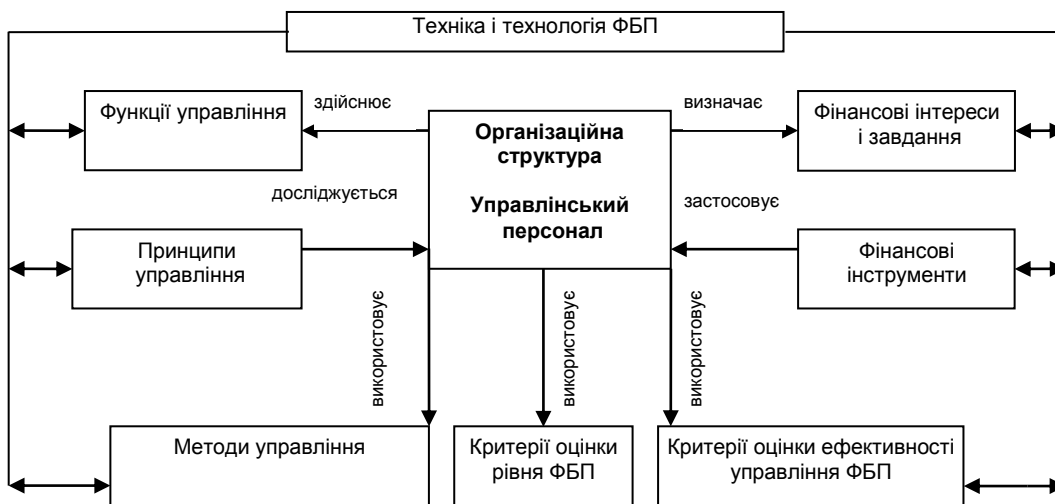 Техніка і технологія ФБП
Функції управління
здійснює
визначає
Фінансові інтереси
і завдання
Організаційна
структура
Управлінський
персонал
досліджується
застосовує
Принципи
управління
Фінансові
інструменти
використовує
використовує
використовує
Методи управління
Критерії оцінки
рівня ФБП
Критерії оцінки ефективності
управління ФБП